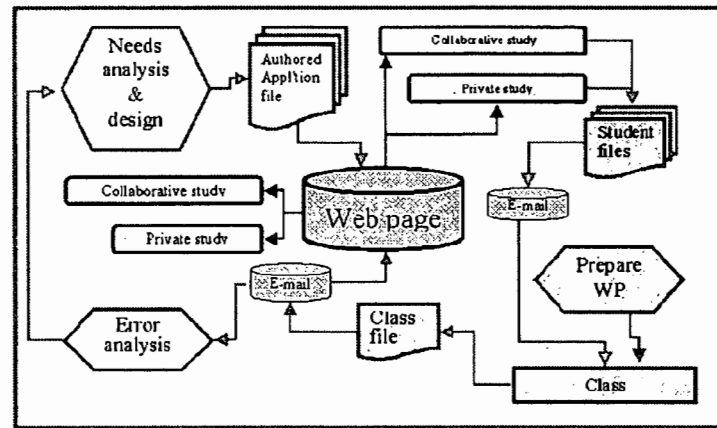 Needs
analysis
&
design
Authored
Appltion
file
Collaborative study
Private study
Student
files
E-mail
Web page
Collaborative study
Private study
E-mail
Error
analysis
Class
file
Prepare
WP
Class